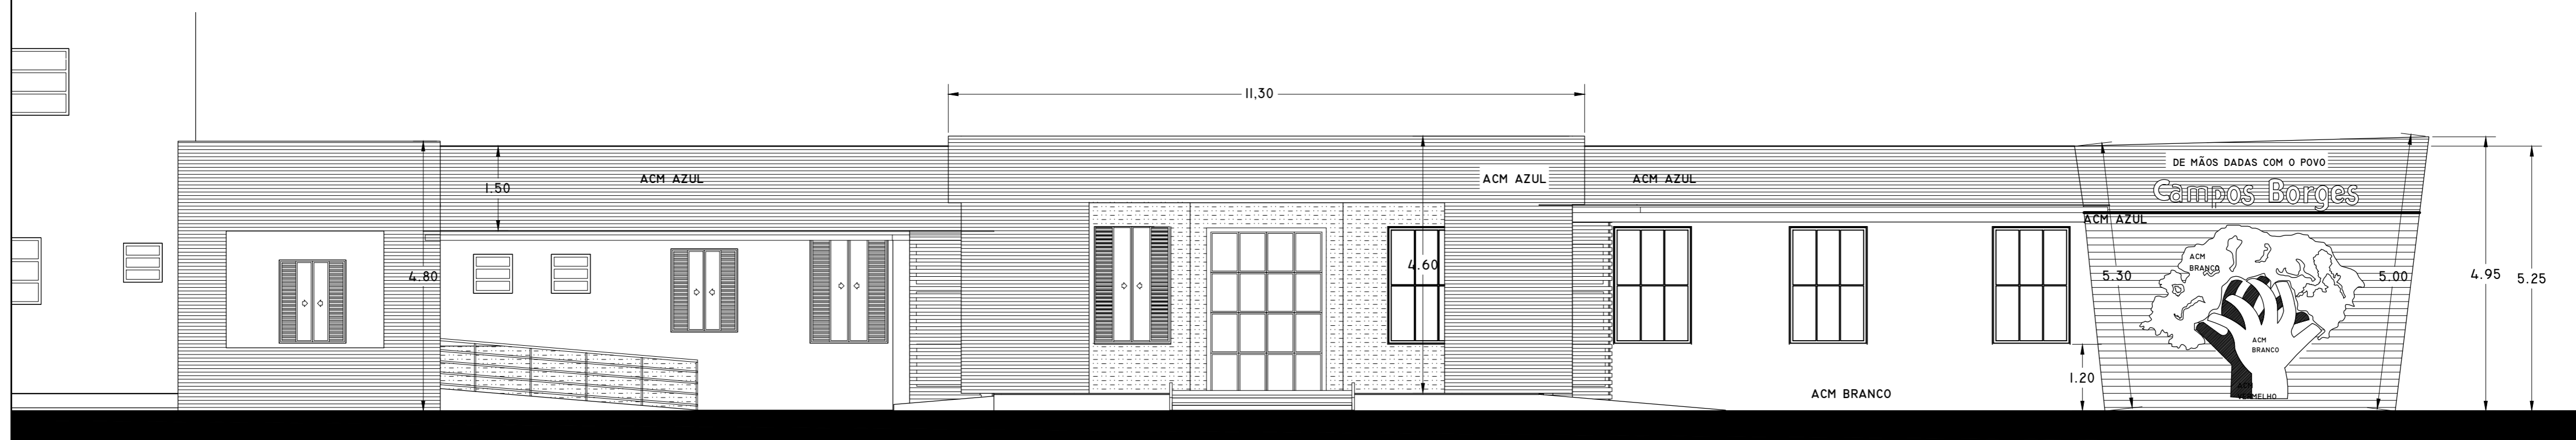 11,30
DE MÃOS DADAS COM O POVO
ACM AZUL
ACM AZUL
ACM AZUL
1.50
Campos Borges
ACM AZUL
ACM
BRANCO
4.60
4.80
5.30
5.00
4.95
5.25
ACM
BRANCO
1.20
ACM
VERMELHO
ACM BRANCO